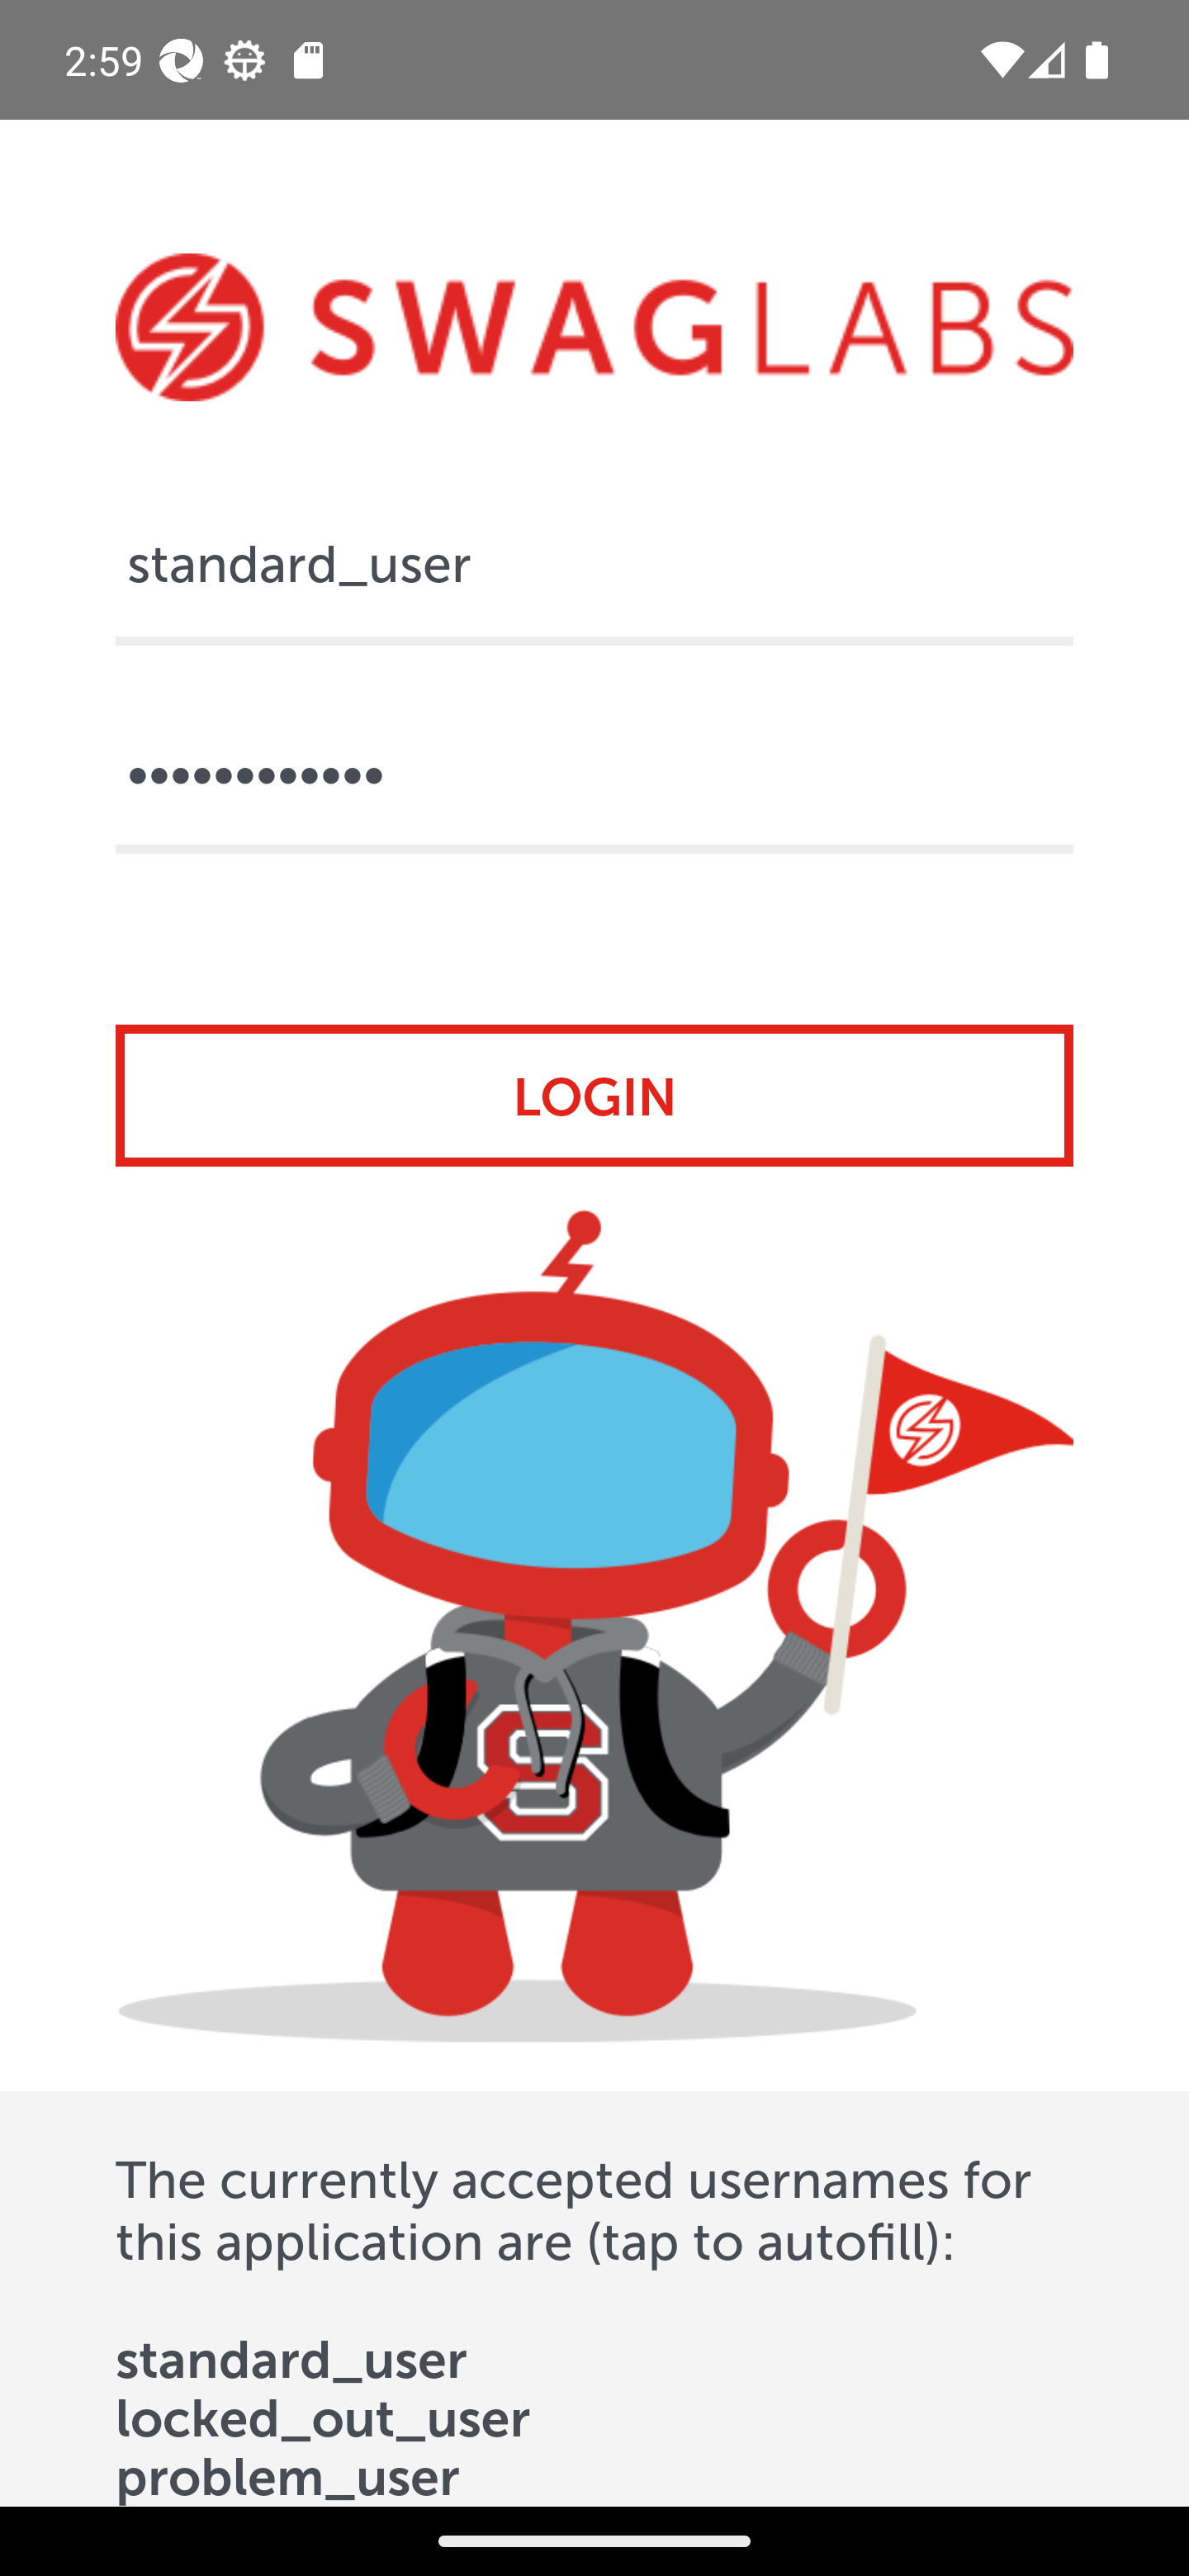 2:59
SWAGLABS
standard_user
••••••••••••
LOGIN
S
The currently accepted usernames for
this application are (tap to autofill):
standard_user
locked_out_user
problem_user